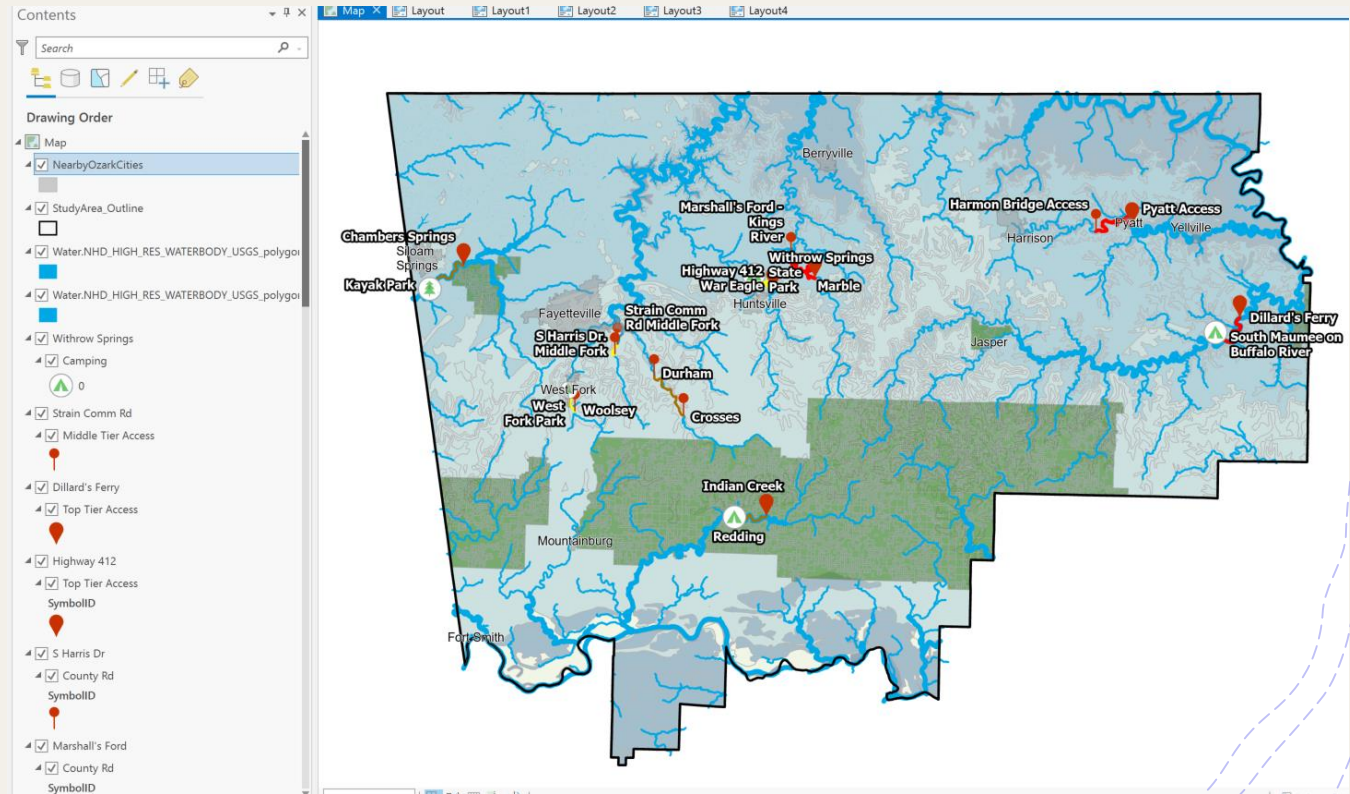 Contents
Map
Layout
Layout1
Layout2
Layout3
Layout4
Search
Drawing Order
Map
NearbyOzarkCities
StudyArea_Outline
Water.NHD_HIGH_RES_WATERBODY_USGS_polygo
Water.NHD_HIGH_RES_WATERBODY_USGS_polygo
Withrow Springs
Camping
0
Strain Comm Rd
Middle Tier Access
Dillard's Ferry
Top Tier Access
Highway 412
Top Tier Access
SymbolID
S Harris Dr
County Rd
SymbolID
Marshall's Ford
County Rd
SymbolID
Berryville
Marshall's Ford -
Kings
River
Harmon Bridge Access
Pyatt Access
Pyatt
Yellville
Harrison
Chambers Springs
Siloam
Springs
Kayak Park
Withrow Springs
State
Park
Highway 412
War Eagle
Marble
Huntsville
Fayetteville
Strain Comm
Rd Middle Fork
S Harris Dr.
Middle Fork
Dillard's Ferry
South Maumee on
Buffalo River
Jasper
Durham
West Fork
West
Fork Park
Woolsey
Crosses
Indian Creek
Redding
Mountainburg
Fort Smith